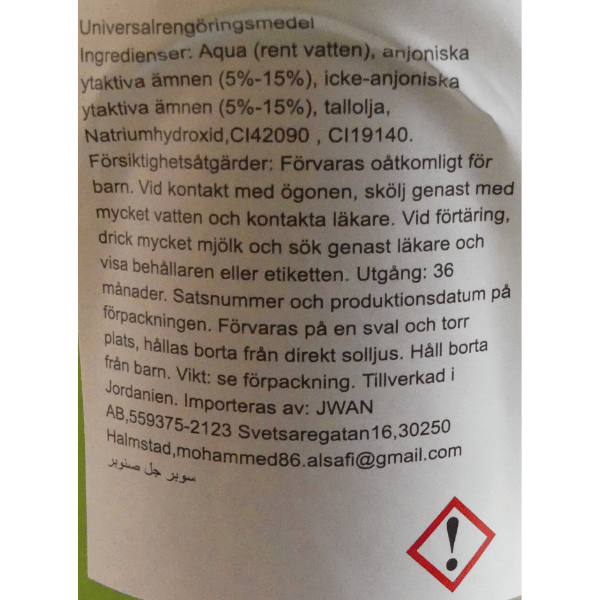 Universalrengöringsmedel
Ingredienser: Aqua (rent vatten), anjoniska
ytaktiva ämnen (5%-15%), icke-anjoniska
ytaktiva ämnen (5%-15%), tallolja,
Natriumhydroxid,CI42090 , CI19140.
Försiktighetsåtgärder: Förvaras oåtkomligt för
barn. Vid kontakt med ögonen, skölj genast med
mycket vatten och kontakta läkare. Vid förtäring,
drick mycket mjölk och sök genast läkare och
visa behållaren eller etiketten. Utgång: 36
månader. Satsnummer och produktionsdatum på
förpackningen. Förvaras på en sval och torr
plats, hållas borta från direkt solljus. Håll borta
från barn. Vikt: se förpackning. Tillverkad i
Jordanien. Importeras av: JWAN
AB,559375-2123 Svetsaregatan16,30250
Halmstad,mohammed86.alsafi@gmail.com
سوبر جل صنوبر